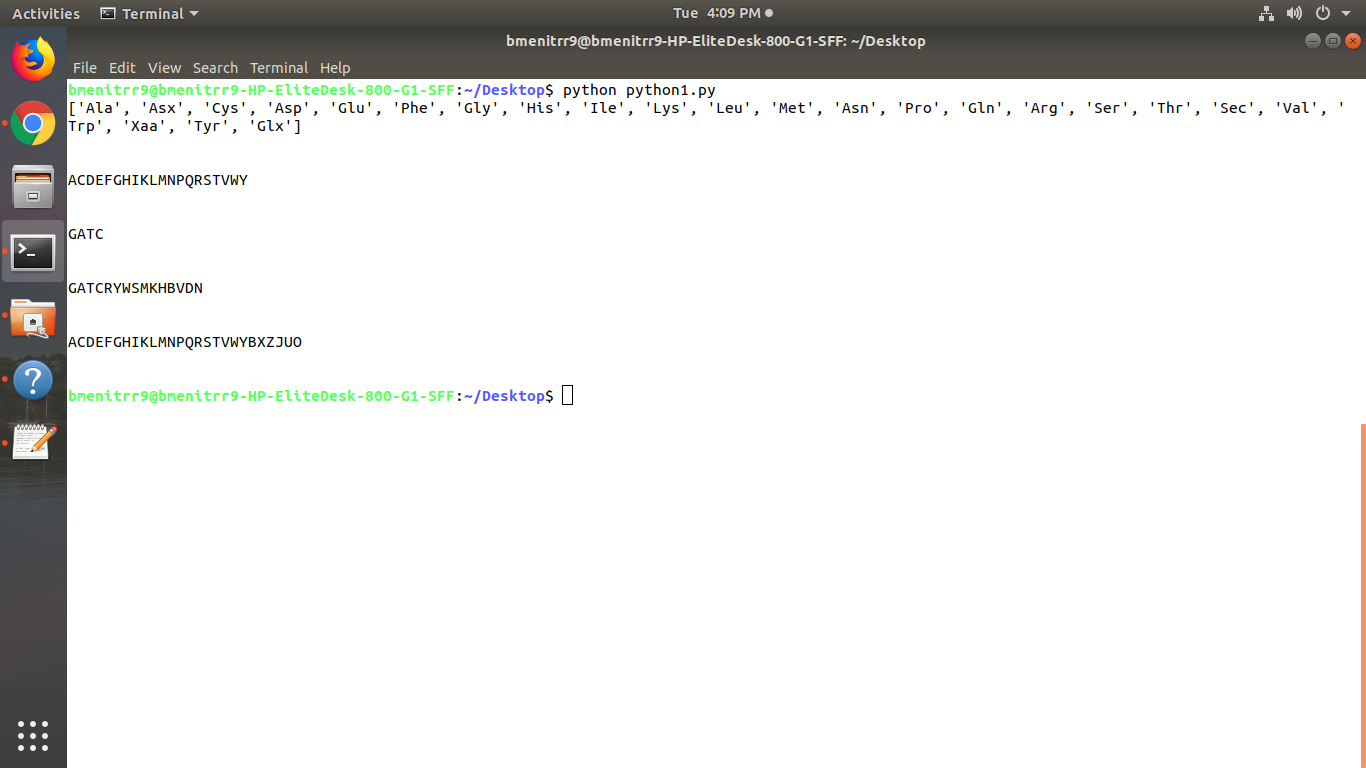 Activities Terminal Tue 4:09 PM
bmenitrr9@bmenitrr9-HP-EliteDesk-800-G1-SFF: ~/Desktop
File Edit View Search Terminal Help
bmenitrr9@bmenitrr9-HP-EliteDesk-800-G1-SFF:~/Desktop$ python python1.py
['Ala', 'Asx', 'Cys', 'Asp', 'Glu', 'Phe', 'Gly', 'His', 'Ile', 'Lys', 'Leu', 'Met', 'Asn', 'Pro', 'Gln', 'Arg', 'Ser', 'Thr', 'Sec', 'Val', '
Trp', 'Xaa', 'Tyr', 'Glx']
ACDEFGHIKLMNPQRSTVWY
GATC
GATCRYWSMKHBVDN
ACDEFGHIKLMNPQRSTVWYBXZJUO
bmenitrr9@bmenitrr9-HP-EliteDesk-800-G1-SFF:~/Desktop$